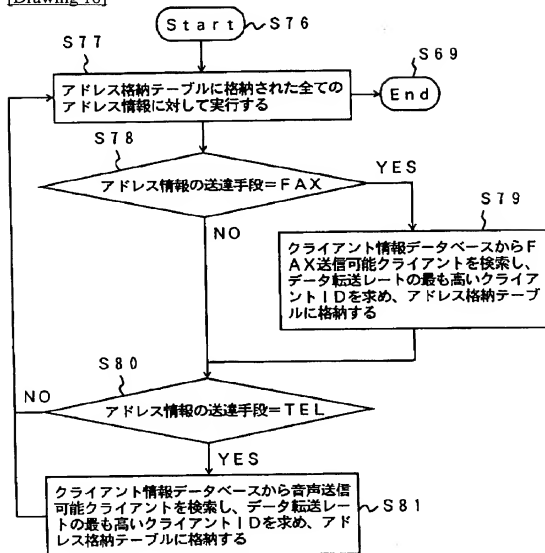 [Drawing 16]
Start
S76
S77
S69
End
アドレス格納テーブルに格納された全ての
アドレス情報に対して実行する
S78
アドレス情報の送達手段=FAX
YES
S79
NO
クライアント情報データベースからF
AX送信可能クライアントを検索し、
データ転送レートの最も高いクライア
ントIDを求め、アドレス格納テーブ
ルに格納する
S80
NO
アドレス情報の送達手段=TEL
YES
クライアント情報データベースから音声送信
可能クライアントを検索し、データ転送レー
トの最も高いクライアントIDを求め、アド
レス格納テーブルに格納する
S81